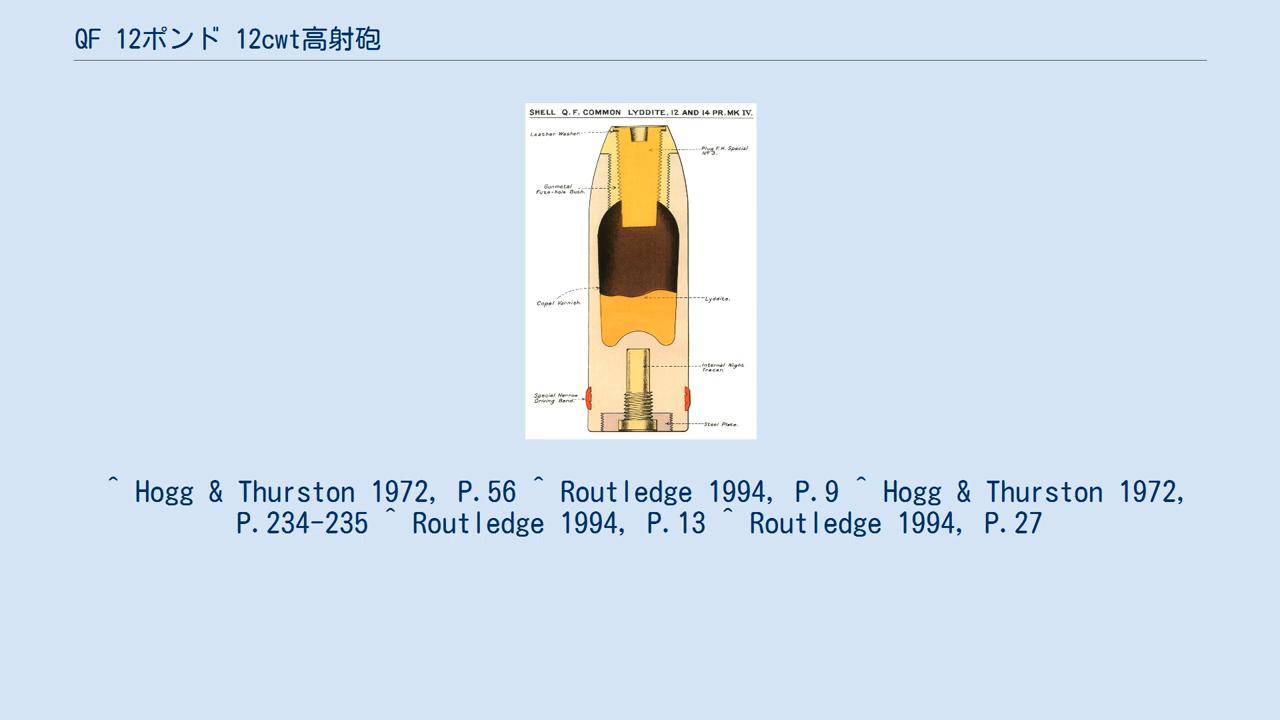 QF 12ポンド 12cwt高射砲
SHELL Q.F. COMMON LYDDITE, 12 AND 14 PR. MK IV.
Leather Washer.
Plug F.H. Special
Nº 3.
Gunmetal
Fuze-hole Bush.
Copal Varnish.
Lyddite.
Internal Night
Tracer.
Special Narrow
Driving Band.
Steel Plate.
^ Hogg & Thurston 1972, P.56 ^ Routledge 1994, P.9 ^ Hogg & Thurston 1972,
P.234-235 ^ Routledge 1994, P.13 ^ Routledge 1994, P.27